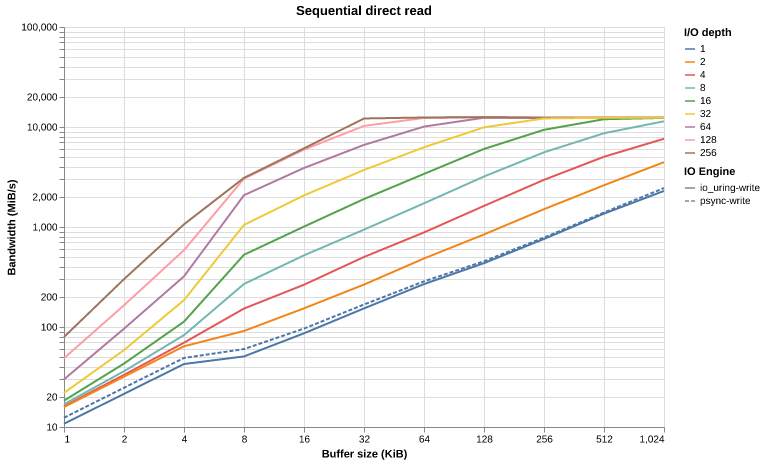 Sequential direct read
Bandwidth (MiB/s)
100,000
20,000
10,000
2,000
1,000
200
100
20
10
1 2 4 8 16 32 64 128 256 512 1,024
Buffer size (KiB)
I/O depth
1
2
4
8
16
32
64
128
256
IO Engine
io_uring-write
psync-write